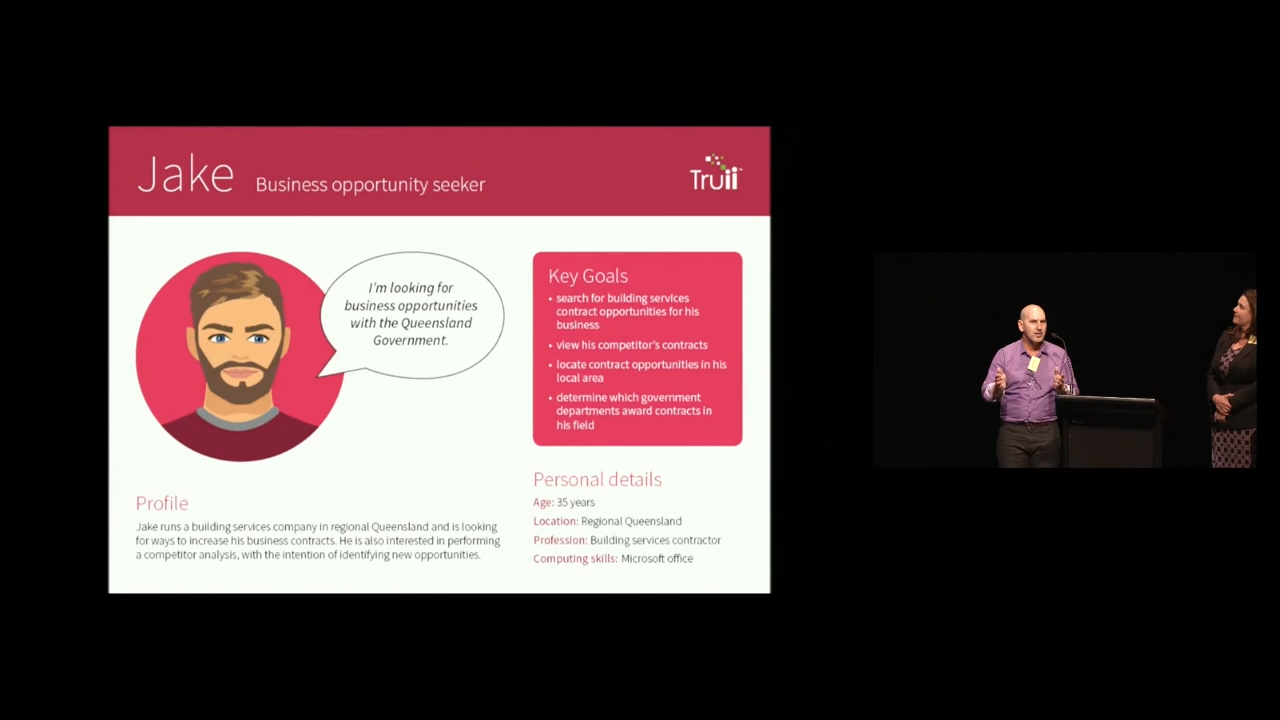 Jake Business opportunity seeker
Truii
I'm looking for
business opportunities
with the Queensland
Government.
Key Goals
• search for building services
contract opportunities for his
business
• view his competitor's contracts
• locate contract opportunities in his
local area
• determine which government
departments award contracts in
his field
Profile
Jake runs a building services company in regional Queensland and is looking
for ways to increase his business contracts. He is also interested in performing
a competitor analysis, with the intention of identifying new opportunities.
Personal details
Age: 35 years
Location: Regional Queensland
Profession: Building services contractor
Computing skills: Microsoft office